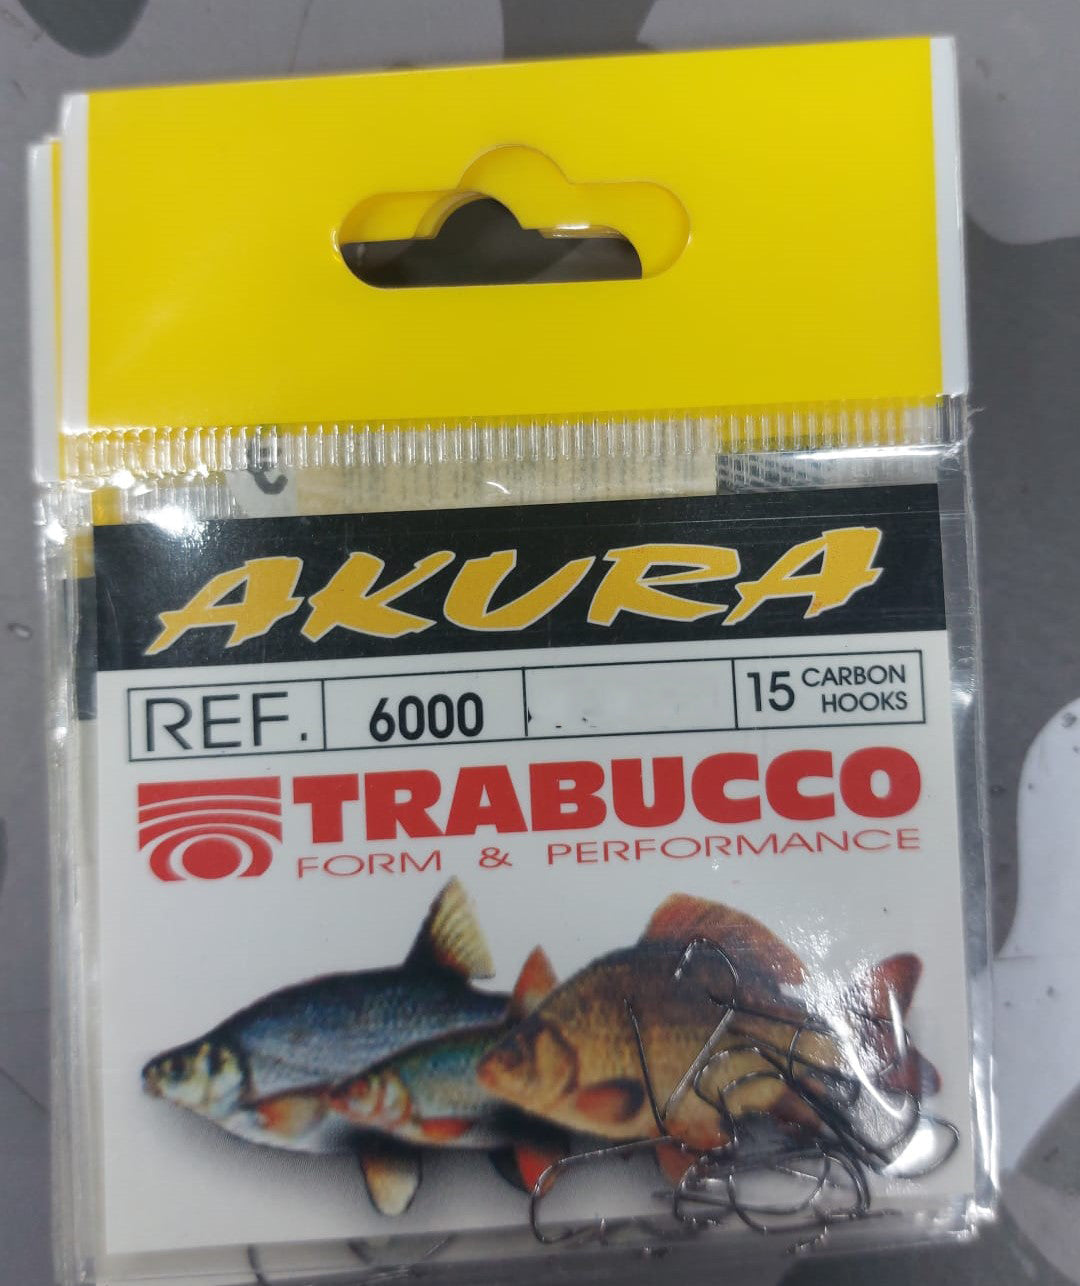 AKURA
REF. 6000 15 CARBON HOOKS
TRABUCCO
FORM & PERFORMANCE